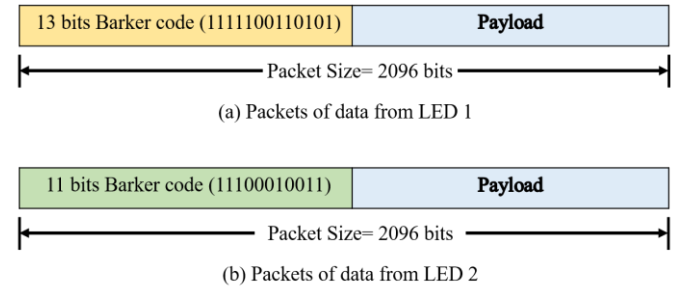 13 bits Barker code (1111100110101) Payload
Packet Size= 2096 bits
(a) Packets of data from LED 1
11 bits Barker code (11100010011) Payload
Packet Size= 2096 bits
(b) Packets of data from LED 2